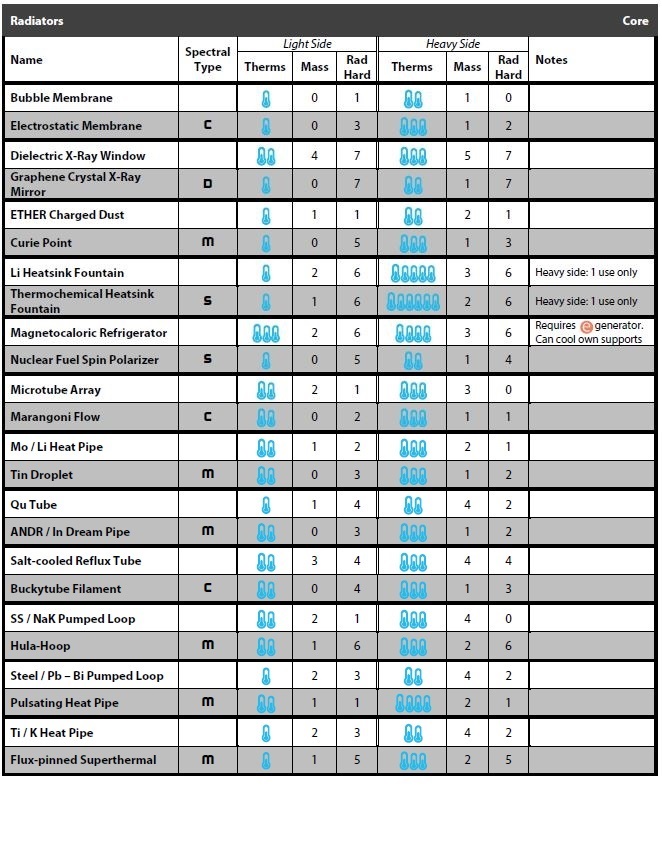 Radiators Core
Light Side Heavy Side
Name Spectral Type Therms Mass Rad Hard Therms Mass Rad Hard Notes
Bubble Membrane 0 1 1 0
Electrostatic Membrane C 0 3 1 2
Dielectric X-Ray Window 4 7 5 7
Graphene Crystal X-Ray Mirror D 0 7 1 7
ETHER Charged Dust 1 1 2 1
Curie Point M 0 5 1 3
Li Heatsink Fountain 2 6 3 6 Heavy side: 1 use only
Thermochemical Heatsink Fountain S 1 6 2 6 Heavy side: 1 use only
Magnetocaloric Refrigerator 2 6 3 6 Requires e generator. Can cool own supports
Nuclear Fuel Spin Polarizer S 0 5 1 4
Microtube Array 2 1 3 0
Marangoni Flow C 0 2 1 1
Mo / Li Heat Pipe 1 2 2 1
Tin Droplet M 0 3 1 2
Qu Tube 1 4 4 2
ANDR / In Dream Pipe M 0 3 1 2
Salt-cooled Reflux Tube 3 4 4 4
Buckytube Filament C 0 4 1 3
SS / NaK Pumped Loop 2 1 4 0
Hula-Hoop M 1 6 2 6
Steel / Pb – Bi Pumped Loop 2 3 4 2
Pulsating Heat Pipe M 1 1 2 1
Ti / K Heat Pipe 2 3 4 2
Flux-pinned Superthermal M 1 5 2 5